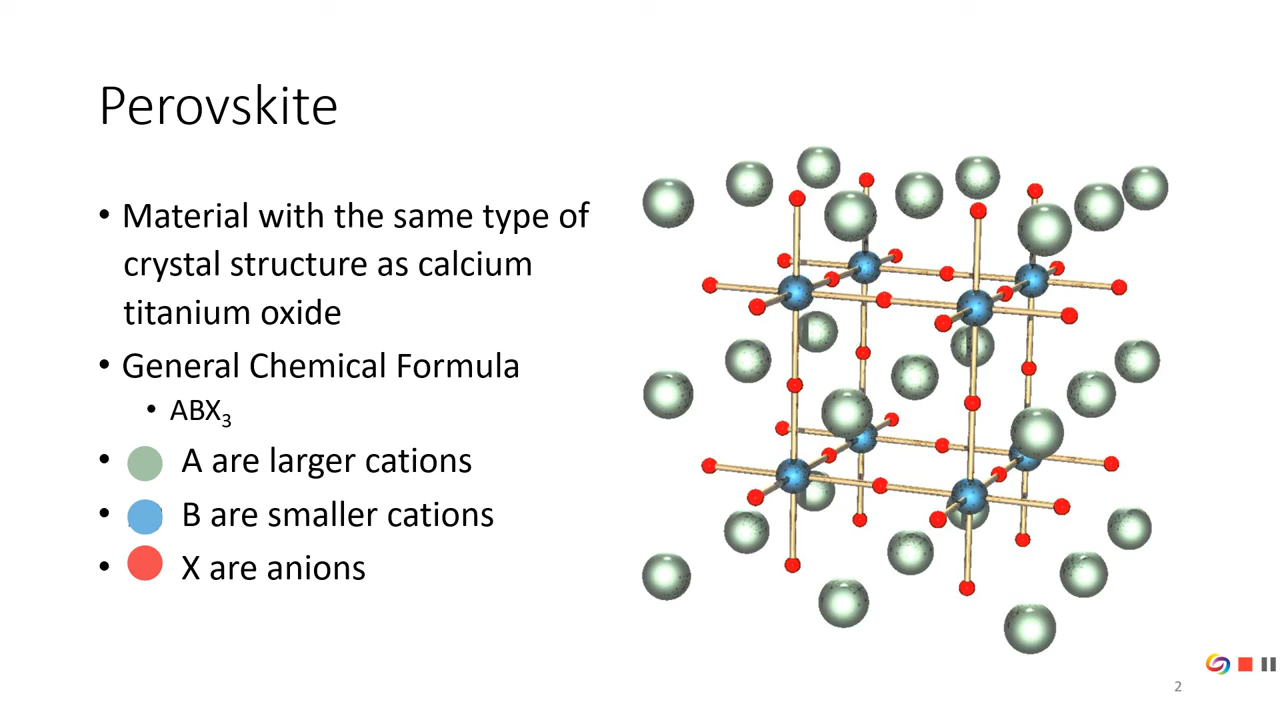 Perovskite
• Material with the same type of
crystal structure as calcium
titanium oxide
• General Chemical Formula
• ABX₃
• A are larger cations
• B are smaller cations
• X are anions
2